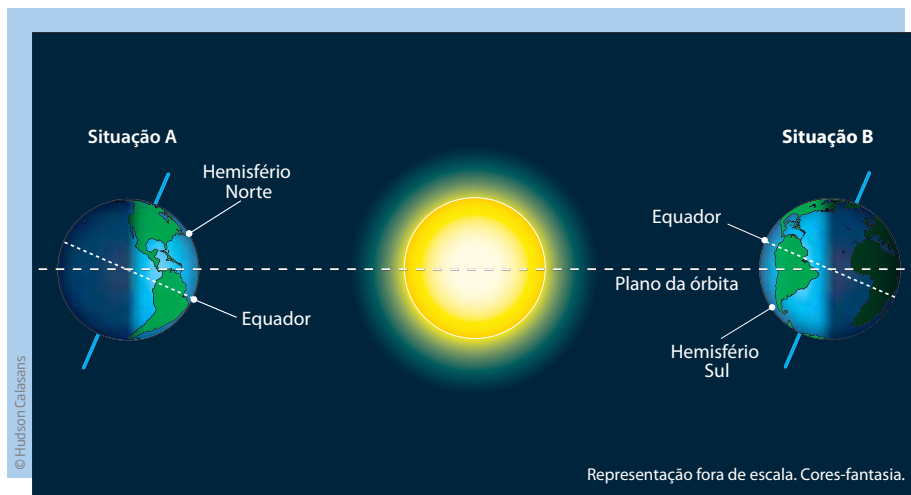 Situação A
Hemisfério
Norte
Equador
Situação B
Equador
Plano da órbita
Hemisfério
Sul
© Hudson Calasans
Representação fora de escala. Cores-fantasia.